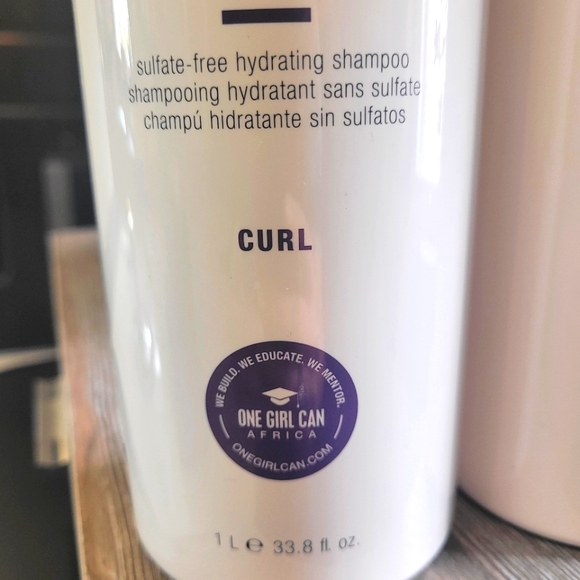 sulfate-free hydrating shampoo
shampooing hydratant sans sulfate
champú hidratante sin sulfatos
CURL
WE BUILD. WE EDUCATE. WE MENTOR.
ONE GIRL CAN
AFRICA
ONEGIRLCAN.COM
1 L ℮ 33.8 fl. oz.